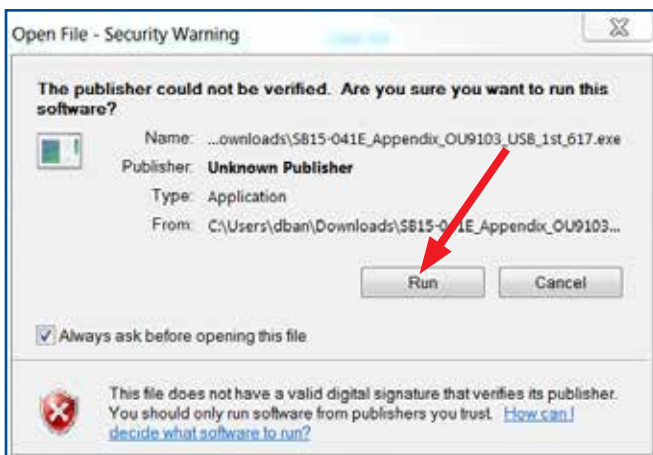 Open File - Security Warning
The publisher could not be verified. Are you sure you want to run this
software?
Name: ...ownloads\SB15-041E_Appendix_OU9103_USB_1st_617.exe
Publisher: Unknown Publisher
Type: Application
From: C:\Users\dban\Downloads\SB15-041E_Appendix_OU9103...
Run Cancel
Always ask before opening this file
This file does not have a valid digital signature that verifies its publisher.
You should only run software from publishers you trust. How can I
decide what software to run?